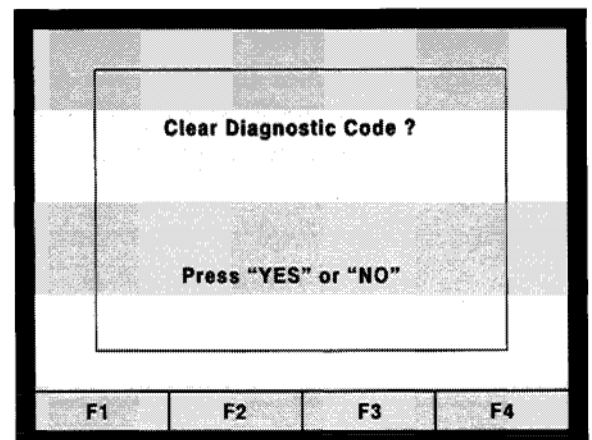 Clear Diagnostic Code ?
Press "YES" or "NO"
F1 F2 F3 F4